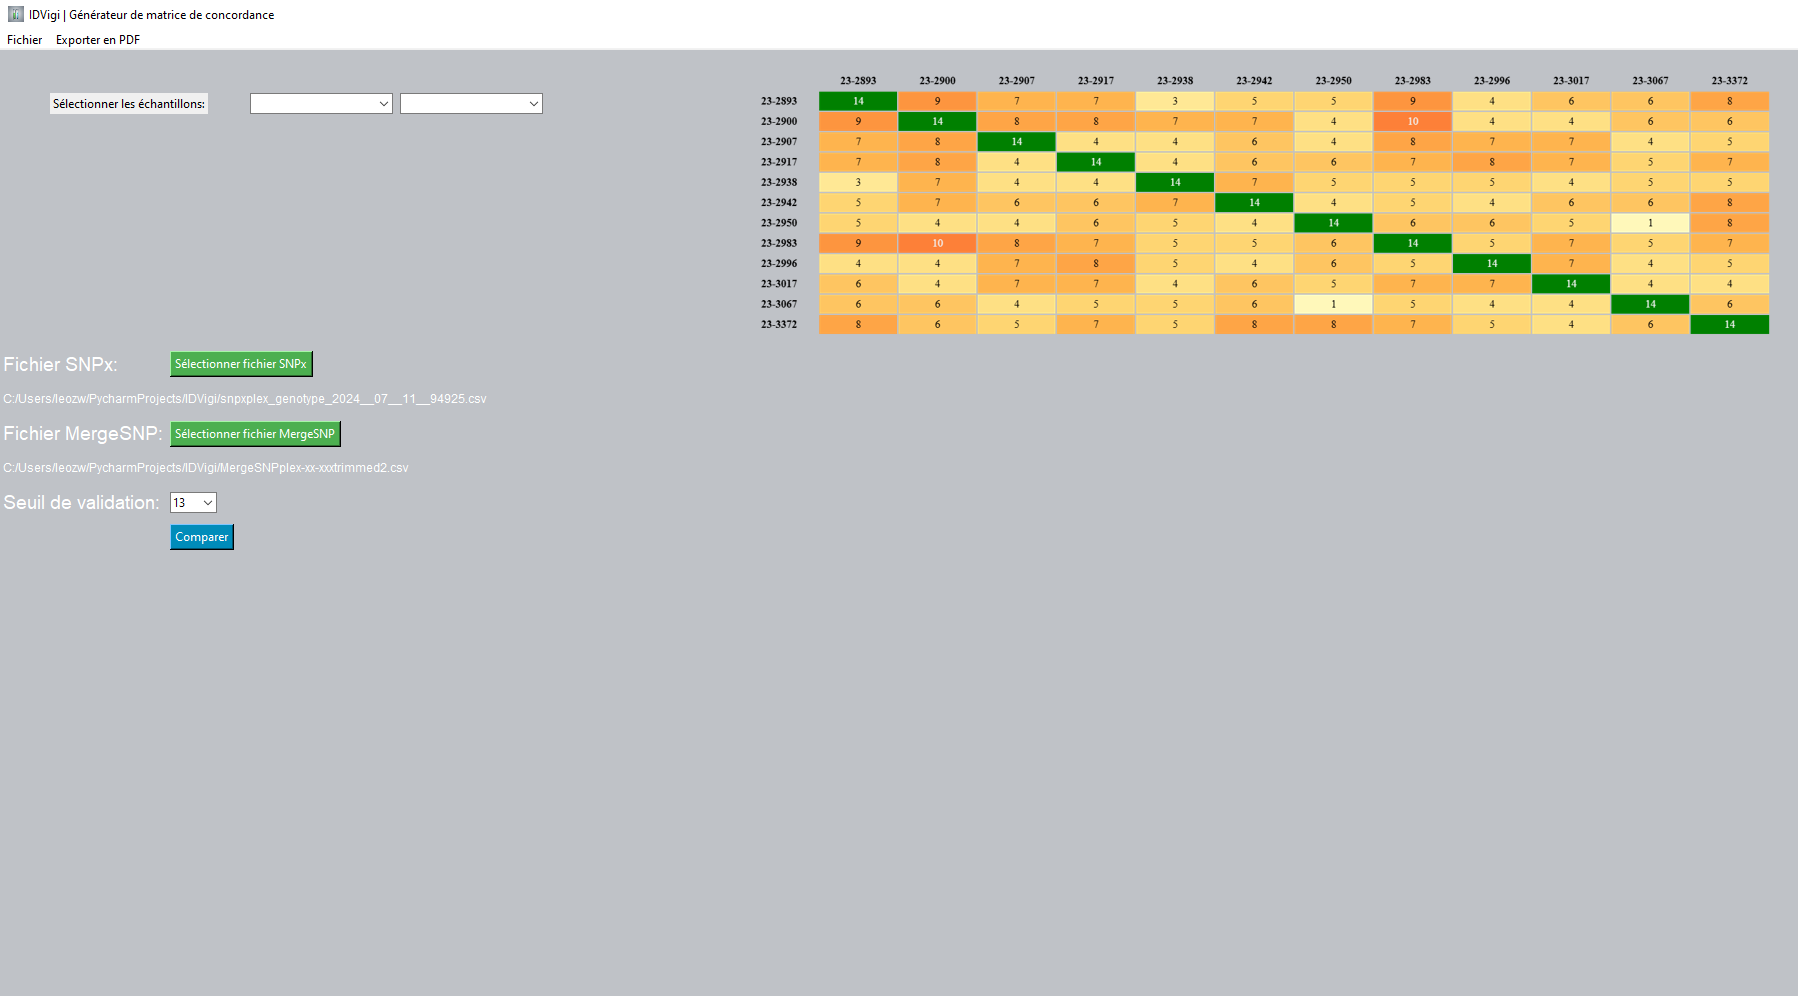 IDVigi | Générateur de matrice de concordance
Fichier Exporter en PDF
23-2893 23-2900 23-2907 23-2917 23-2938 23-2942 23-2950 23-2983 23-2996 23-3017 23-3067 23-3372
Sélectionner les échantillons:
23-2893 14 9 7 7 3 5 5 9 4 6 6 8
23-2900 9 14 8 8 7 7 4 10 4 4 6 6
23-2907 7 8 14 4 4 6 4 8 7 7 4 5
23-2917 7 8 4 14 4 6 6 7 8 7 5 7
23-2938 3 7 4 4 14 7 5 5 5 4 5 5
23-2942 5 7 6 6 7 14 4 5 4 6 6 8
23-2950 5 4 4 6 5 4 14 6 6 5 1 8
23-2983 9 10 8 7 5 5 6 14 5 7 5 7
23-2996 4 4 7 8 5 4 6 5 14 7 4 5
23-3017 6 4 7 7 4 6 5 7 7 14 4 4
23-3067 6 6 4 5 5 6 1 5 4 4 14 6
23-3372 8 6 5 7 5 8 8 7 5 4 6 14
Fichier SNPx: Sélectionner fichier SNPx
C:/Users/leozw/PycharmProjects/IDVigi/snpxplex_genotype_2024__07__11__94925.csv
Fichier MergeSNP: Sélectionner fichier MergeSNP
C:/Users/leozw/PycharmProjects/IDVigi/MergeSNPplex-xx-xxxtrimmed2.csv
Seuil de validation: 13
Comparer